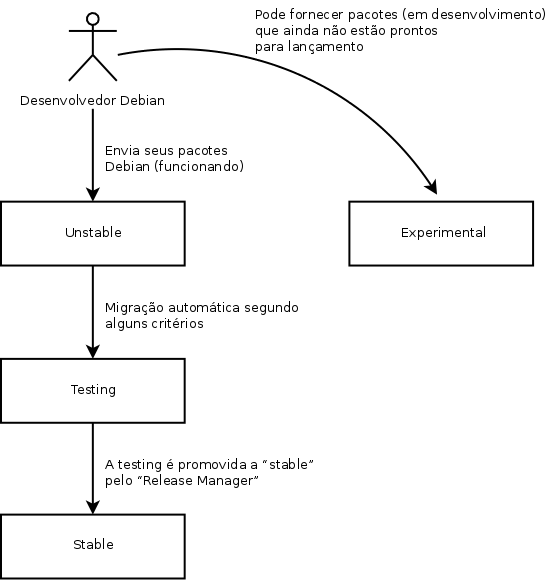 Pode fornecer pacotes (em desenvolvimento)
que ainda não estão prontos
para lançamento
Desenvolvedor Debian
Envia seus pacotes
Debian (funcionando)
Unstable
Experimental
Migração automática segundo
alguns critérios
Testing
A testing é promovida a “stable”
pelo “Release Manager”
Stable